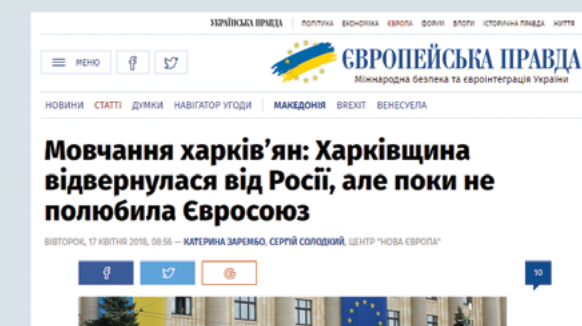 УКРАЇНСЬКА ПРАВДА ПОЛІТИКА ЕКОНОМІКА ЄВРОПА ФОРУМ БЛОГИ ІСТОРИЧНА ПРАВДА ЖИТТЯ
МЕНЮ
ЄВРОПЕЙСЬКА ПРАВДА
Міжнародна безпека та євроінтеграція України
НОВИНИ СТАТТІ ДУМКИ НАВІГАТОР УГОДИ МАКЕДОНІЯ BREXIT ВЕНЕСУЕЛА
Мовчання харків’ян: Харківщина
відвернулася від Росії, але поки не
полюбила Євросоюз
ВІВТОРОК, 17 КВІТНЯ 2018, 08:56 — КАТЕРИНА ЗАРЕМБО, СЕРГІЙ СОЛОДКИЙ, ЦЕНТР "НОВА ЄВРОПА"
10